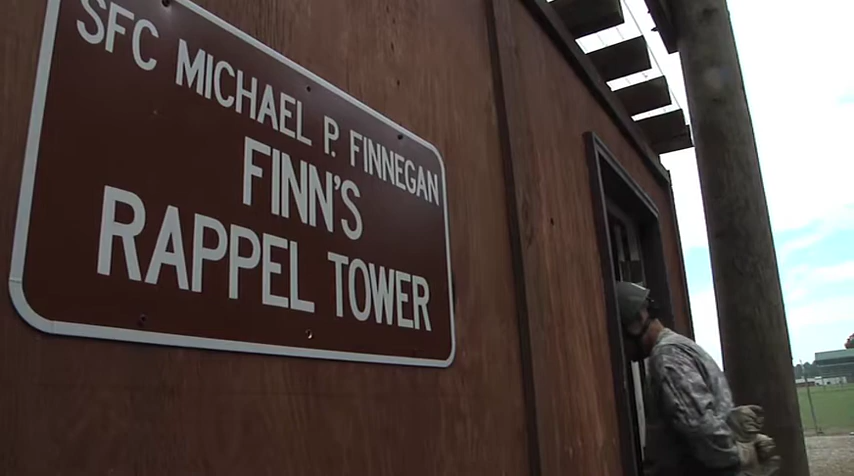 SFC MICHAEL P. FINNEGAN
FINN'S
RAPPEL TOWER